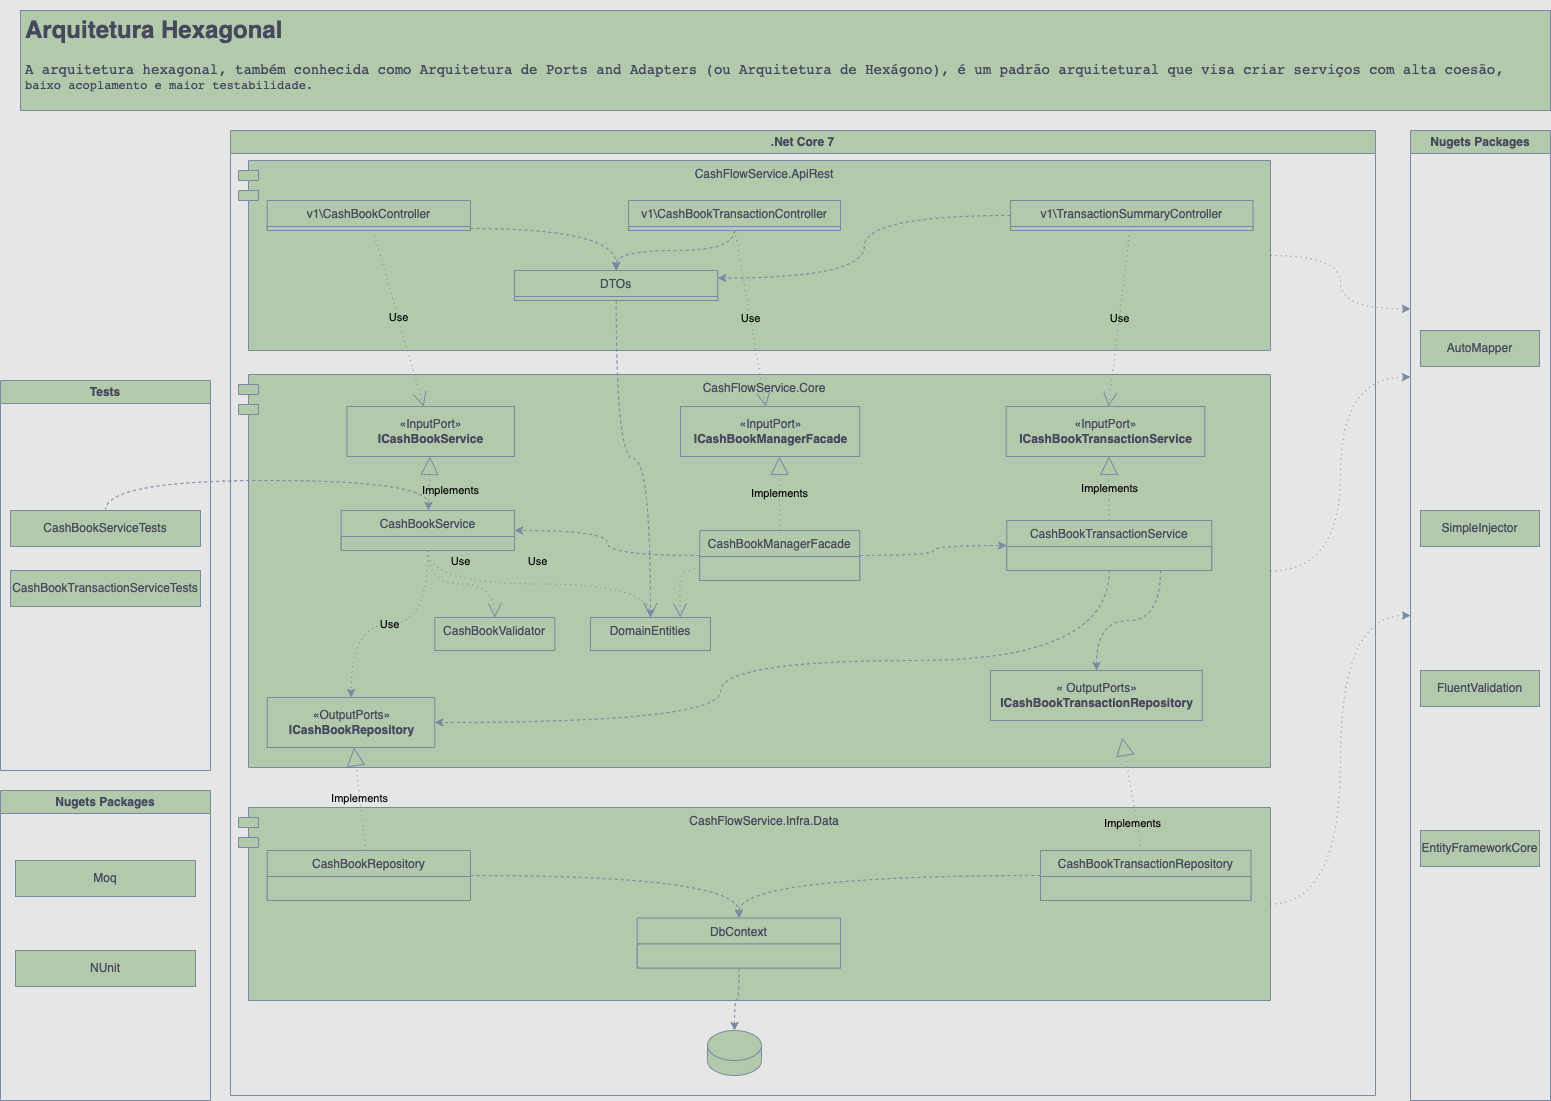 Arquitetura Hexagonal
A arquitetura hexagonal, também conhecida como Arquitetura de Ports and Adapters (ou Arquitetura de Hexágono), é um padrão arquitetural que visa criar serviços com alta coesão,
baixo acoplamento e maior testabilidade.
.Net Core 7
Nugets Packages
CashFlowService.ApiRest
v1\CashBookController
v1\CashBookTransactionController
v1\TransactionSummaryController
DTOs
Use
Use
Use
AutoMapper
Tests
CashFlowService.Core
«InputPort»
ICashBookService
«InputPort»
ICashBookManagerFacade
«InputPort»
ICashBookTransactionService
Implements
Implements
Implements
CashBookServiceTests
CashBookService
CashBookManagerFacade
CashBookTransactionService
SimpleInjector
Use
Use
CashBookTransactionServiceTests
Use
CashBookValidator
DomainEntities
«OutputPorts»
ICashBookRepository
« OutputPorts»
ICashBookTransactionRepository
FluentValidation
Nugets Packages
Implements
CashFlowService.Infra.Data
Implements
Moq
CashBookRepository
CashBookTransactionRepository
EntityFrameworkCore
DbContext
NUnit